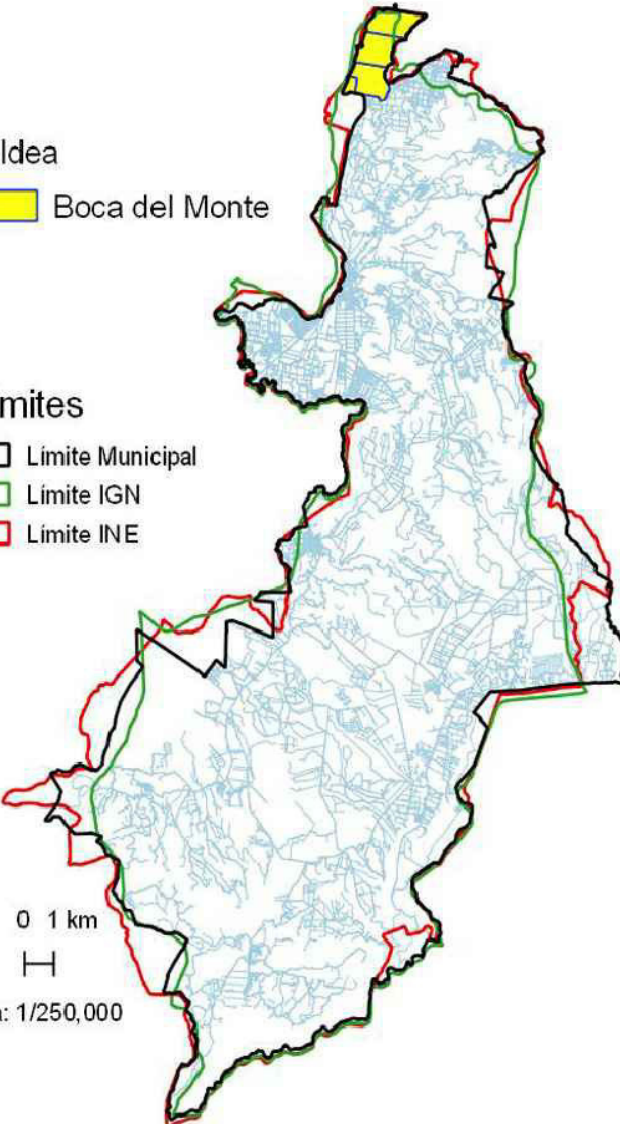 ldea
Boca del Monte
mites
Límite Municipal
Límite IGN
Límite INE
0 1 km
a: 1/250,000